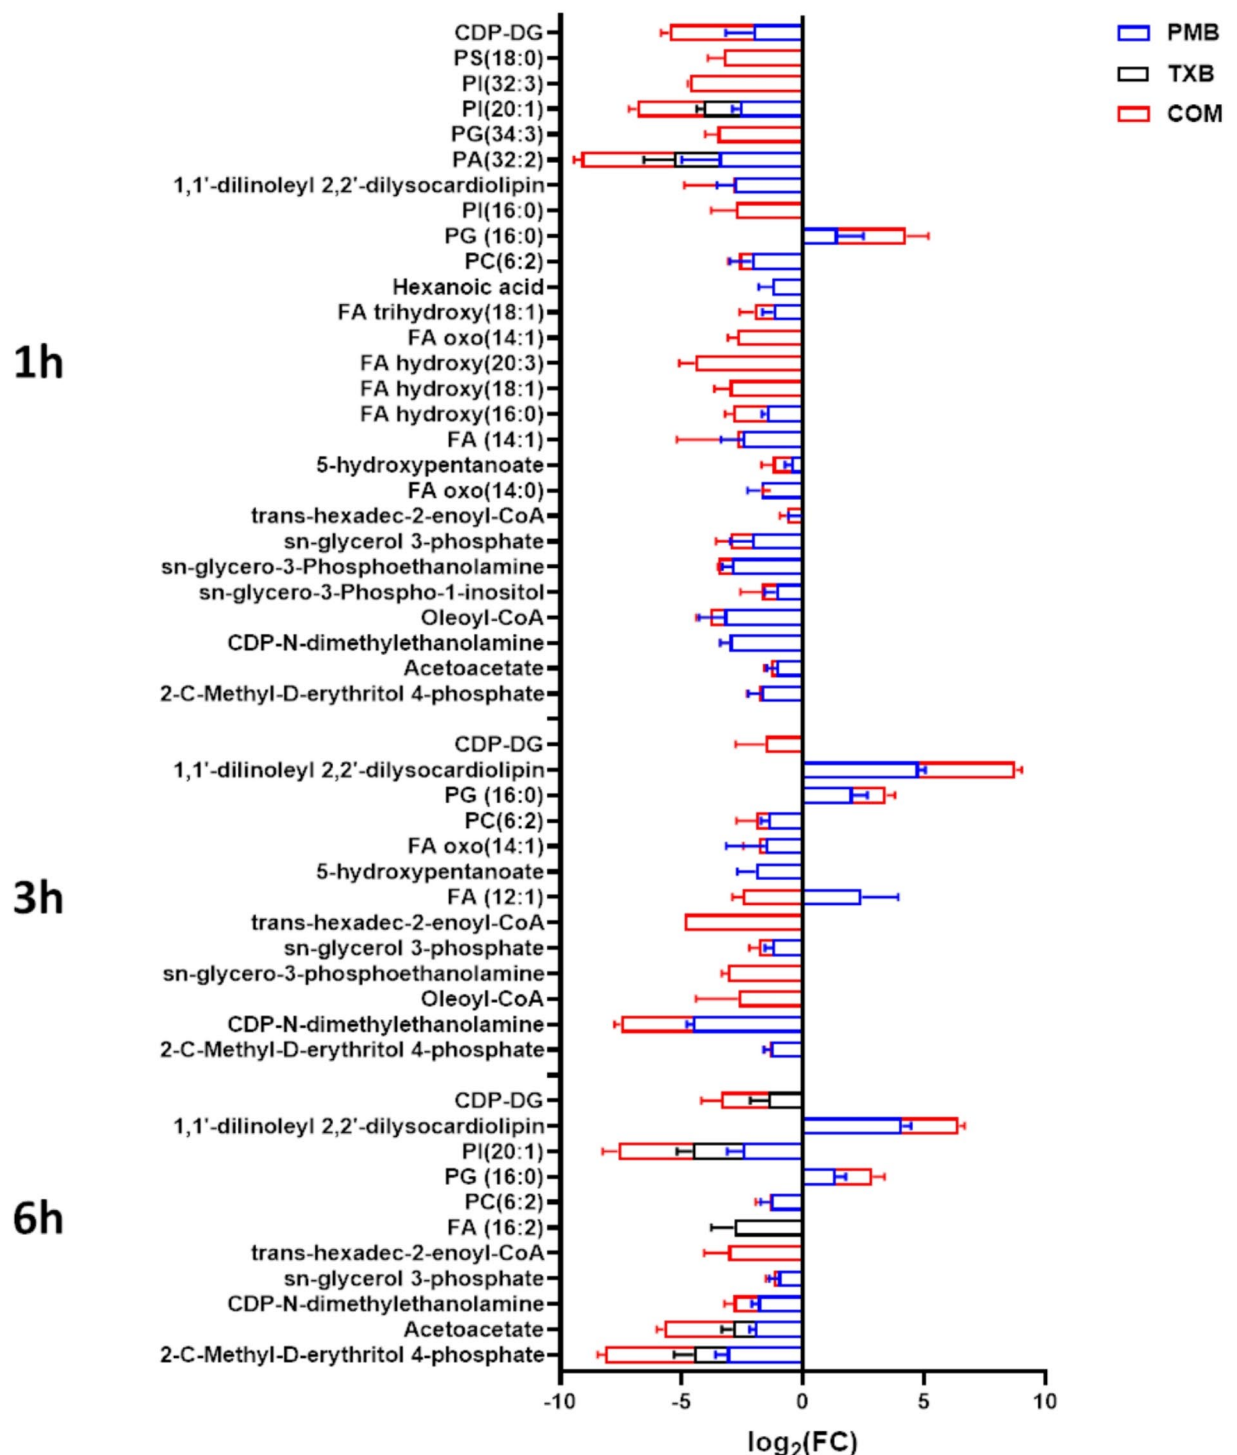 PMB
TXB
COM
1h
CDP-DG
PS(18:0)
PI(32:3)
PI(20:1)
PG(34:3)
PA(32:2)
1,1'-dilinoleyl 2,2'-dilysocardiolipin
PI(16:0)
PG (16:0)
PC(6:2)
Hexanoic acid
FA trihydroxy(18:1)
FA oxo(14:1)
FA hydroxy(20:3)
FA hydroxy(18:1)
FA hydroxy(16:0)
FA (14:1)
5-hydroxypentanoate
FA oxo(14:0)
trans-hexadec-2-enoyl-CoA
sn-glycerol 3-phosphate
sn-glycero-3-Phosphoethanolamine
sn-glycero-3-Phospho-1-inositol
Oleoyl-CoA
CDP-N-dimethylethanolamine
Acetoacetate
2-C-Methyl-D-erythritol 4-phosphate
3h
CDP-DG
1,1'-dilinoleyl 2,2'-dilysocardiolipin
PG (16:0)
PC(6:2)
FA oxo(14:1)
5-hydroxypentanoate
FA (12:1)
trans-hexadec-2-enoyl-CoA
sn-glycerol 3-phosphate
sn-glycero-3-phosphoethanolamine
Oleoyl-CoA
CDP-N-dimethylethanolamine
2-C-Methyl-D-erythritol 4-phosphate
6h
CDP-DG
1,1'-dilinoleyl 2,2'-dilysocardiolipin
PI(20:1)
PG (16:0)
PC(6:2)
FA (16:2)
trans-hexadec-2-enoyl-CoA
sn-glycerol 3-phosphate
CDP-N-dimethylethanolamine
Acetoacetate
2-C-Methyl-D-erythritol 4-phosphate
-10 -5 0 5 10
log₂(FC)